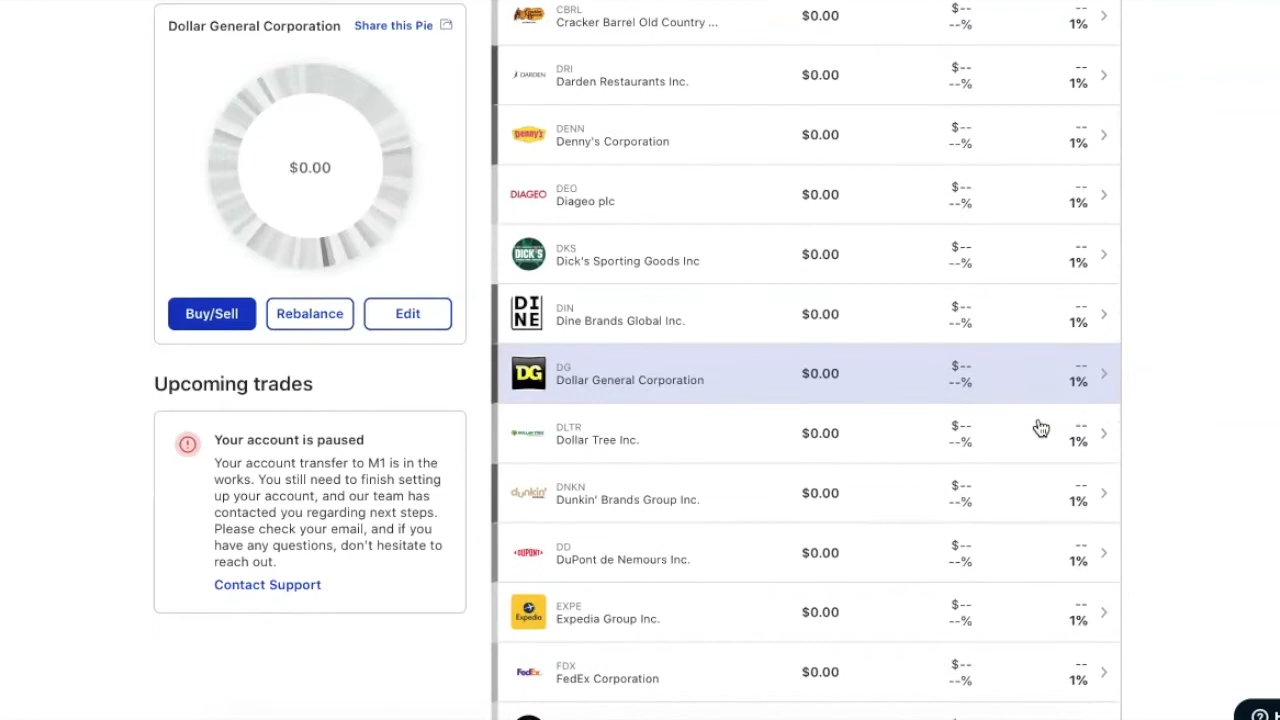 Dollar General Corporation
Share this Pie
$0.00
Buy/Sell
Rebalance
Edit
Upcoming trades
Your account is paused
Your account transfer to M1 is in the
works. You still need to finish setting
up your account, and our team has
contacted you regarding next steps.
Please check your email, and if you
have any questions, don't hesitate to
reach out.
Contact Support
CBRL
Cracker Barrel Old Country ...
$0.00
$--
--%
--
1%
DARDEN
DRI
Darden Restaurants Inc.
$0.00
$--
--%
--
1%
Denny's
DENN
Denny's Corporation
$0.00
$--
--%
--
1%
DIAGEO
DEO
Diageo plc
$0.00
$--
--%
--
1%
DICK'S
DKS
Dick's Sporting Goods Inc
$0.00
$--
--%
--
1%
DI
NE
DIN
Dine Brands Global Inc.
$0.00
$--
--%
--
1%
DG
DG
Dollar General Corporation
$0.00
$--
--%
--
1%
DOLLAR TREE
DLTR
Dollar Tree Inc.
$0.00
$--
--%
--
1%
dunkin'
DNKN
Dunkin' Brands Group Inc.
$0.00
$--
--%
--
1%
DUPONT
DD
DuPont de Nemours Inc.
$0.00
$--
--%
--
1%
Expedia
EXPE
Expedia Group Inc.
$0.00
$--
--%
--
1%
FedEx
FDX
FedEx Corporation
$0.00
$--
--%
--
1%